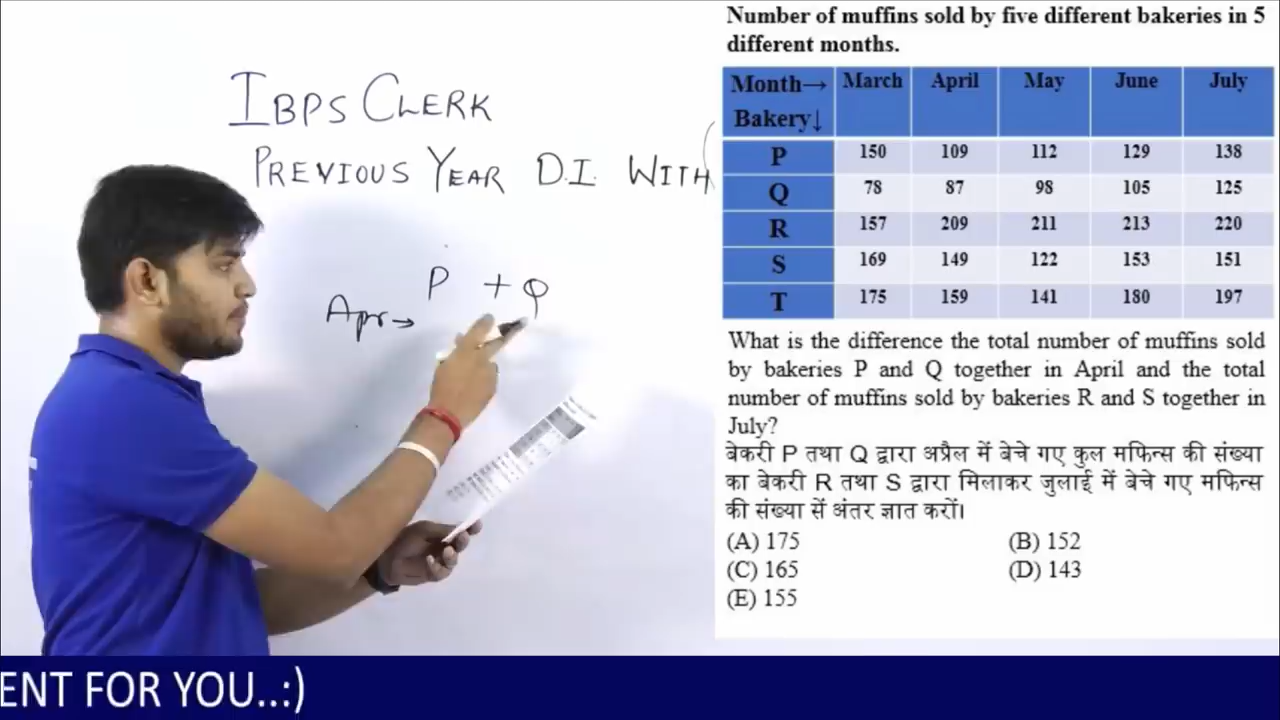 IBPS CLERK
PREVIOUS YEAR D.I. WITH
Apr→ P + Q
Number of muffins sold by five different bakeries in 5
different months.
Month→ March April May June July
Bakery↓
P 150 109 112 129 138
Q 78 87 98 105 125
R 157 209 211 213 220
S 169 149 122 153 151
T 175 159 141 180 197
What is the difference the total number of muffins sold
by bakeries P and Q together in April and the total
number of muffins sold by bakeries R and S together in
July?
बेकरी P तथा Q द्वारा अप्रैल में बेचे गए कुल मफिन्स की संख्या
का बेकरी R तथा S द्वारा मिलाकर जुलाई में बेचे गए मफिन्स
की संख्या सें अंतर ज्ञात करों।
(A) 175 (B) 152
(C) 165 (D) 143
(E) 155
ENT FOR YOU..:)